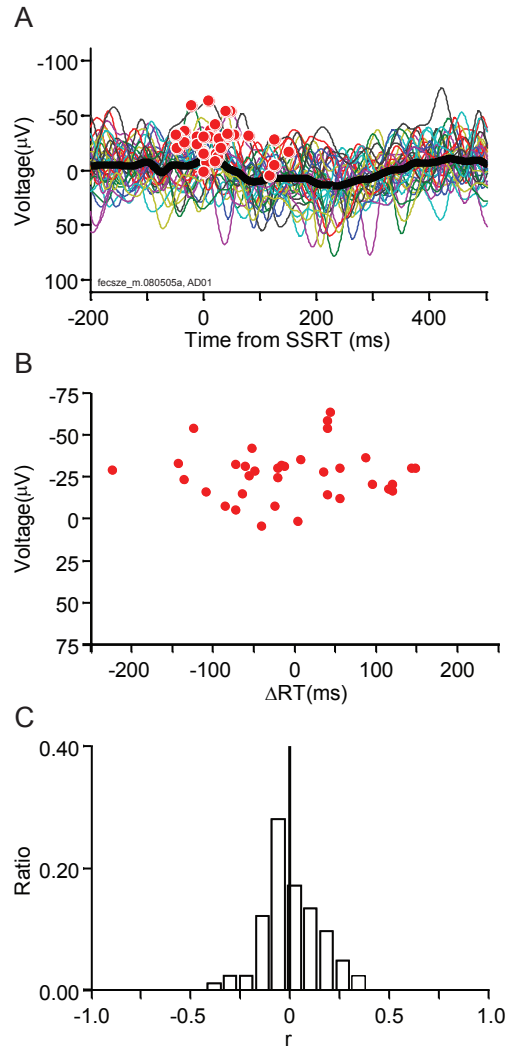 A
-100
-50
0
50
100
Voltage(μV)
fecsze_m.080505a, AD01
-200 0 200 400
Time from SSRT (ms)
B
-75
-50
-25
0
25
50
75
Voltage(μV)
-200 -100 0 100 200
ΔRT(ms)
C
0.40
0.20
0.00
Ratio
-1.0 -0.5 0 0.5 1.0
r